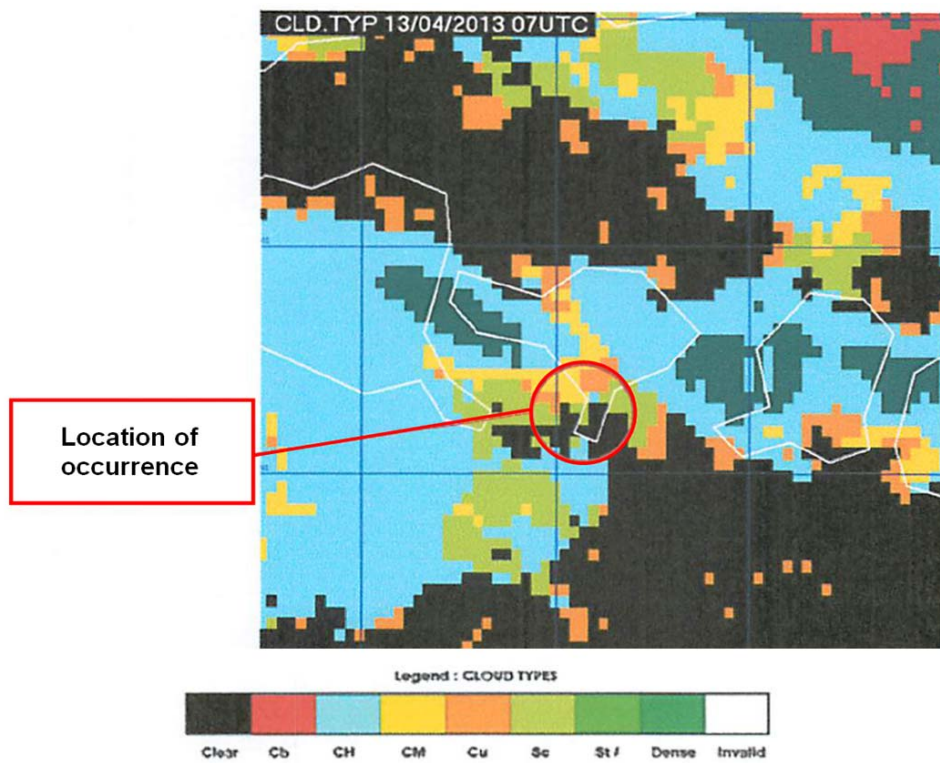 CLD.TYP 13/04/2013 07UTC
Location of
occurrence
Legend : CLOUD TYPES
Clear Cb CH CM Cu Sc St/ Dense Invalid